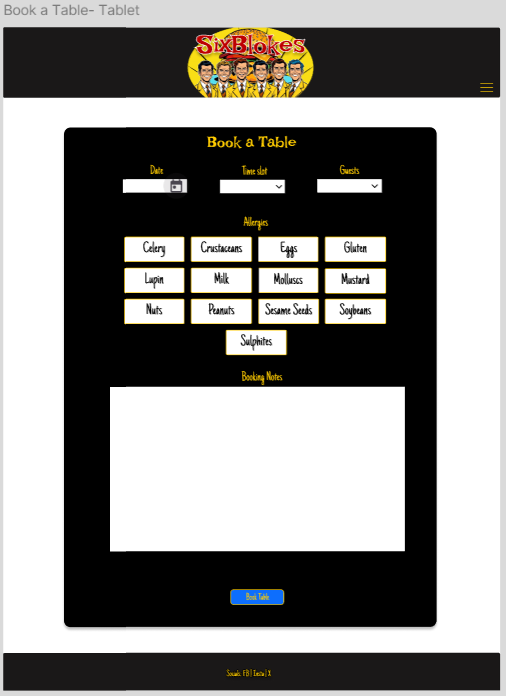 Book a Table- Tablet
SixBlokes
Book a Table
Date Time slot Guests
Allergies
Celery Crustaceans Eggs Gluten
Lupin Milk Molluscs Mustard
Nuts Peanuts Sesame Seeds Soybeans
Sulphites
Booking Notes
Book Table
Socials: FB | Insta | X